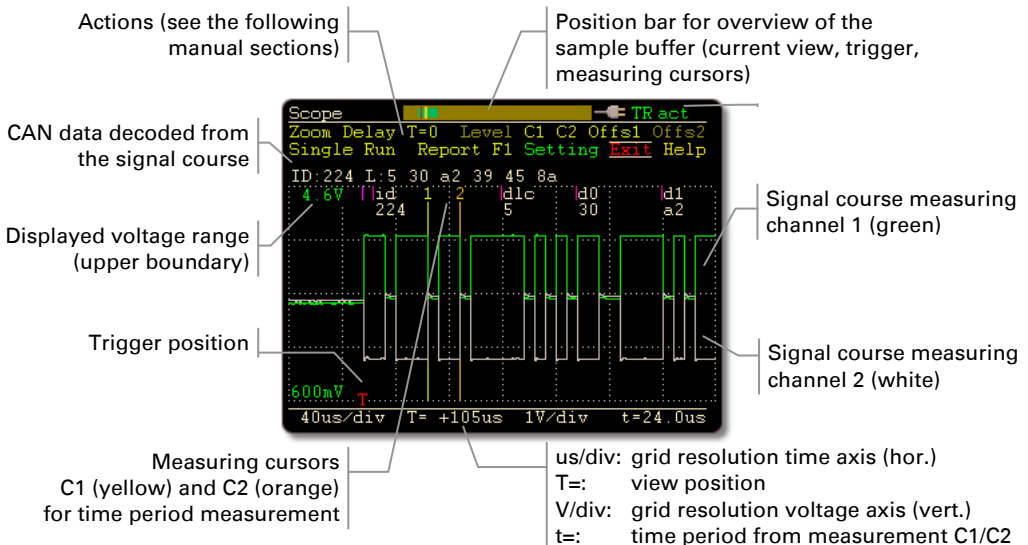 Actions (see the following
manual sections)
Position bar for overview of the
sample buffer (current view, trigger,
measuring cursors)
CAN data decoded from
the signal course
Displayed voltage range
(upper boundary)
Trigger position
Scope TR act
Zoom Delay T=0 Level C1 C2 Offs1 Offs2
Single Run Report F1 Setting Exit Help
ID:224 L:5 30 a2 39 45 8a
4.6V id 1 2 dlc d0 d1
224 5 30 a2
600mV T
40us/div T= +105us 1V/div t=24.0us
Signal course measuring
channel 1 (green)
Signal course measuring
channel 2 (white)
Measuring cursors
C1 (yellow) and C2 (orange)
for time period measurement
us/div: grid resolution time axis (hor.)
T=: view position
V/div: grid resolution voltage axis (vert.)
t=: time period from measurement C1/C2